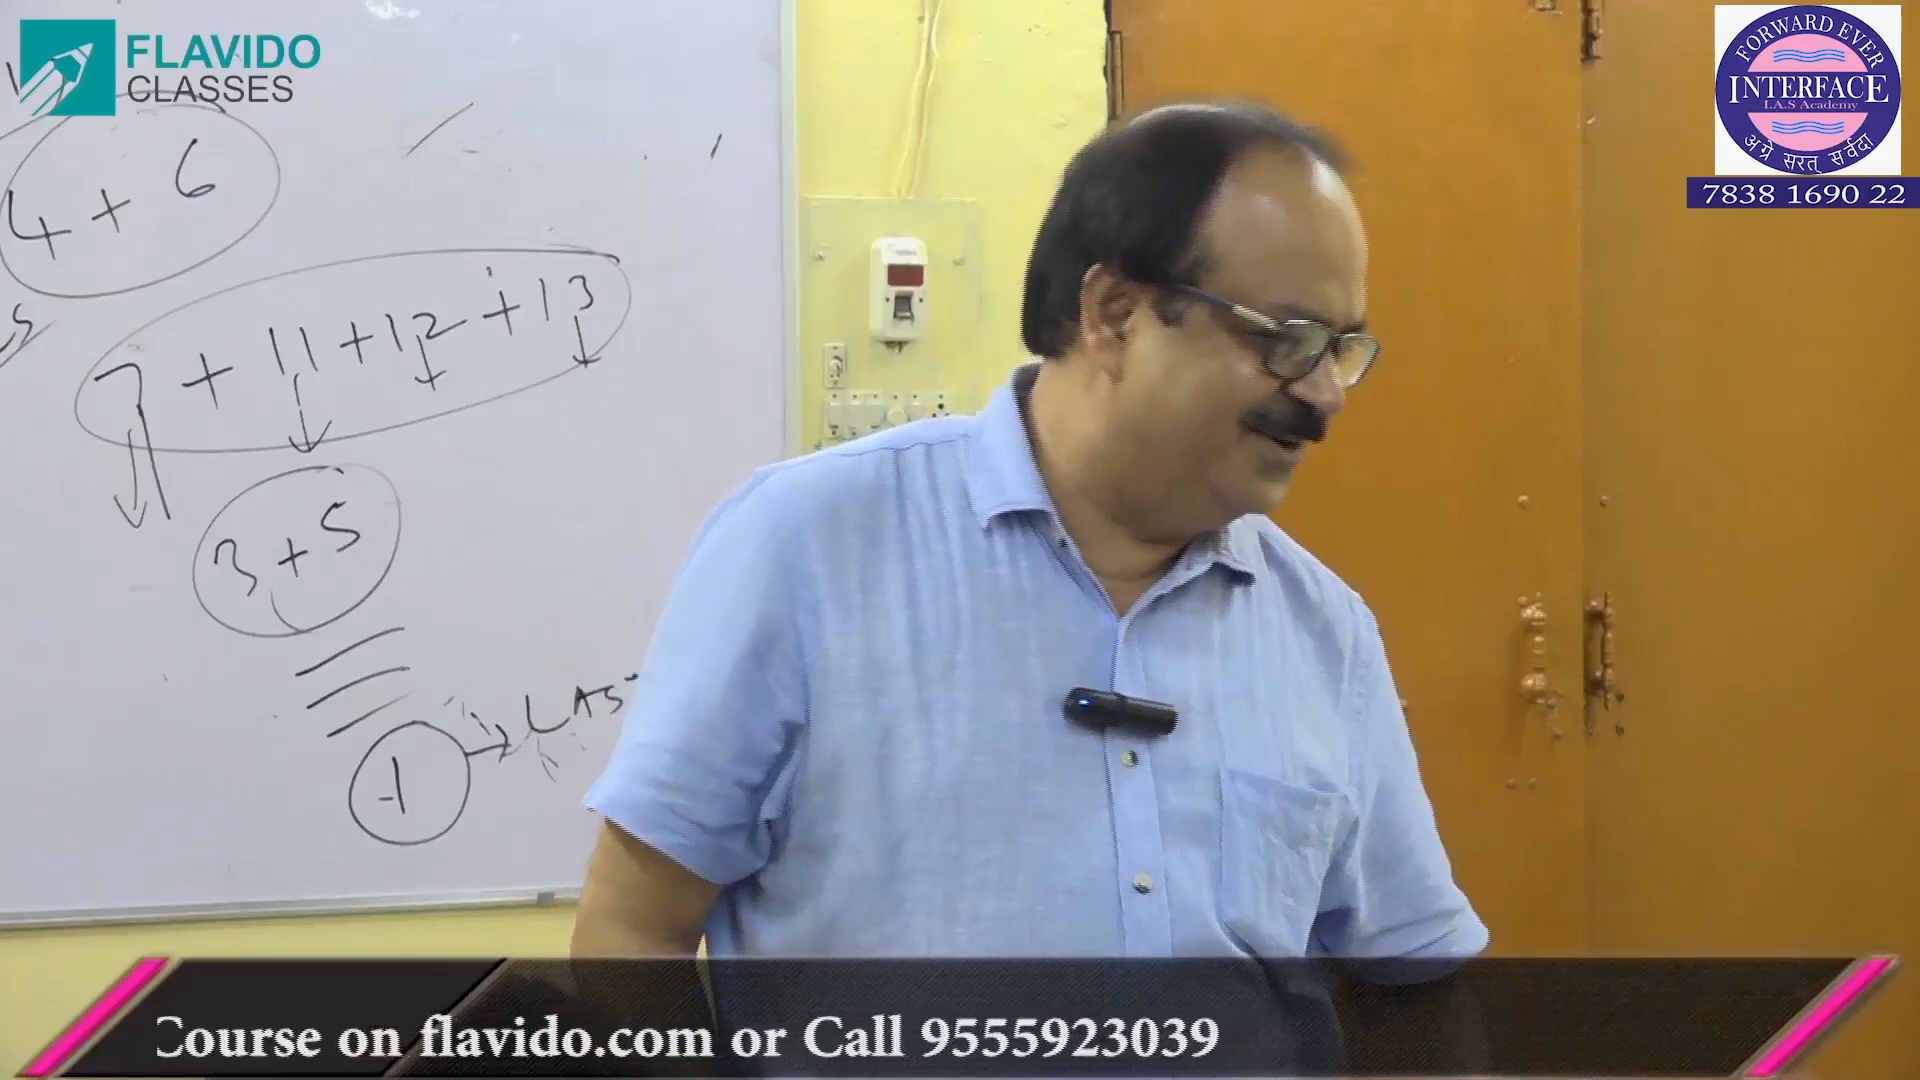 FLAVIDO
CLASSES
FORWARD EVER
INTERFACE
I.A.S Academy
अग्रे सरत् सर्वदा
7838 1690 22
4 + 6
7 + 11 + 12 + 13
3 + 5
1 → LAS
Course on flavido.com or Call 9555923039